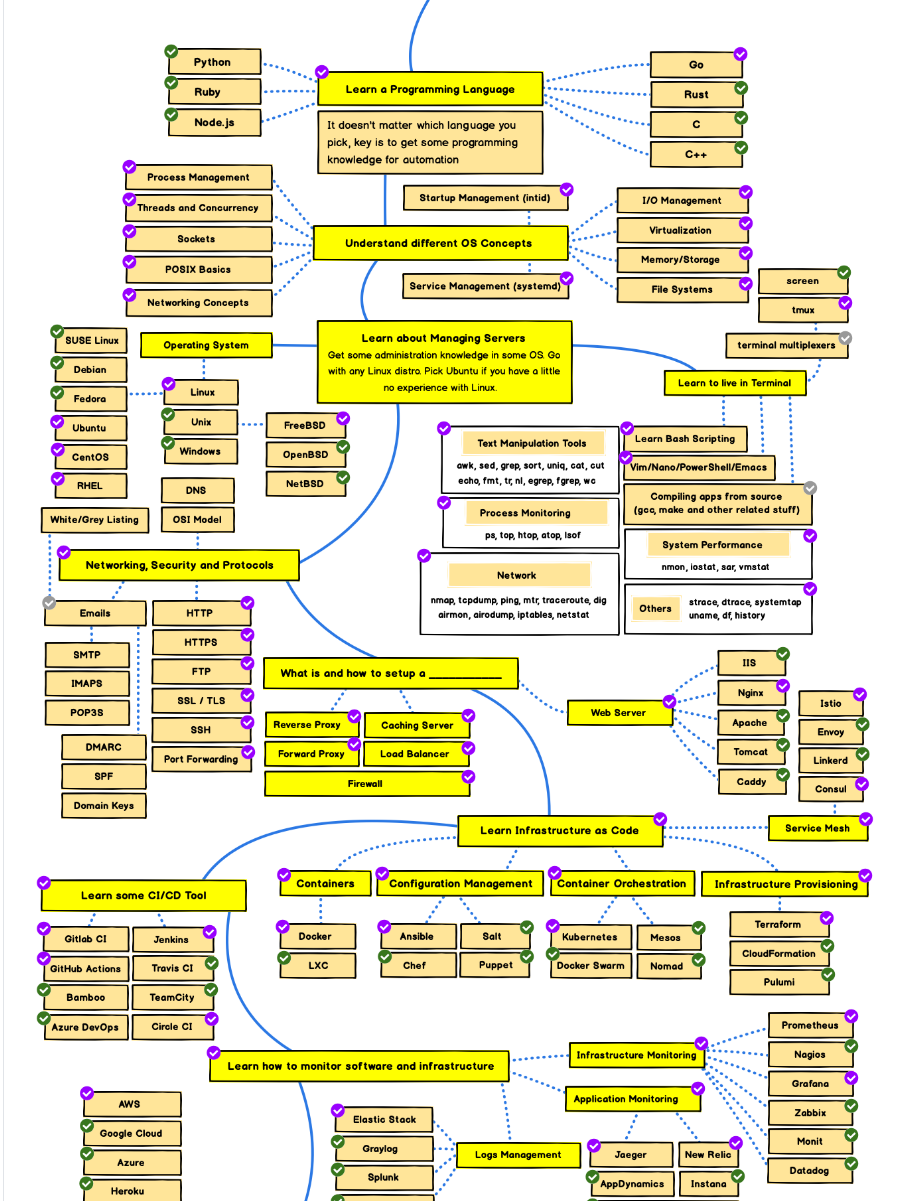 Python
Ruby
Node.js
Learn a Programming Language
It doesn't matter which language you
pick, key is to get some programming
knowledge for automation
Go
Rust
C
C++
Process Management
Threads and Concurrency
Sockets
POSIX Basics
Networking Concepts
Startup Management (intid)
Understand different OS Concepts
Service Management (systemd)
I/O Management
Virtualization
Memory/Storage
File Systems
screen
tmux
terminal multiplexers
Learn to live in Terminal
Learn about Managing Servers
Get some administration knowledge in some OS. Go
with any Linux distro. Pick Ubuntu if you have a little
no experience with Linux.
Operating System
SUSE Linux
Debian
Fedora
Ubuntu
CentOS
RHEL
Linux
Unix
Windows
FreeBSD
OpenBSD
NetBSD
DNS
OSI Model
White/Grey Listing
Text Manipulation Tools
awk, sed, grep, sort, uniq, cat, cut
echo, fmt, tr, nl, egrep, fgrep, wc
Process Monitoring
ps, top, htop, atop, lsof
Network
nmap, tcpdump, ping, mtr, traceroute, dig
airmon, airodump, iptables, netstat
Learn Bash Scripting
Vim/Nano/PowerShell/Emacs
Compiling apps from source
(gcc, make and other related stuff)
System Performance
nmon, iostat, sar, vmstat
Others
strace, dtrace, systemtap
uname, df, history
Networking, Security and Protocols
Emails
SMTP
IMAPS
POP3S
DMARC
SPF
Domain Keys
HTTP
HTTPS
FTP
SSL / TLS
SSH
Port Forwarding
What is and how to setup a ______________
Reverse Proxy
Caching Server
Forward Proxy
Load Balancer
Firewall
Web Server
IIS
Nginx
Apache
Tomcat
Caddy
Istio
Envoy
Linkerd
Consul
Service Mesh
Learn Infrastructure as Code
Containers
Docker
LXC
Configuration Management
Ansible
Salt
Chef
Puppet
Container Orchestration
Kubernetes
Mesos
Docker Swarm
Nomad
Infrastructure Provisioning
Terraform
CloudFormation
Pulumi
Learn some CI/CD Tool
Gitlab CI
Jenkins
GitHub Actions
Travis CI
Bamboo
TeamCity
Azure DevOps
Circle CI
Learn how to monitor software and infrastructure
Infrastructure Monitoring
Prometheus
Nagios
Grafana
Zabbix
Monit
Datadog
Application Monitoring
Jaeger
New Relic
AppDynamics
Instana
Logs Management
Elastic Stack
Graylog
Splunk
AWS
Google Cloud
Azure
Heroku